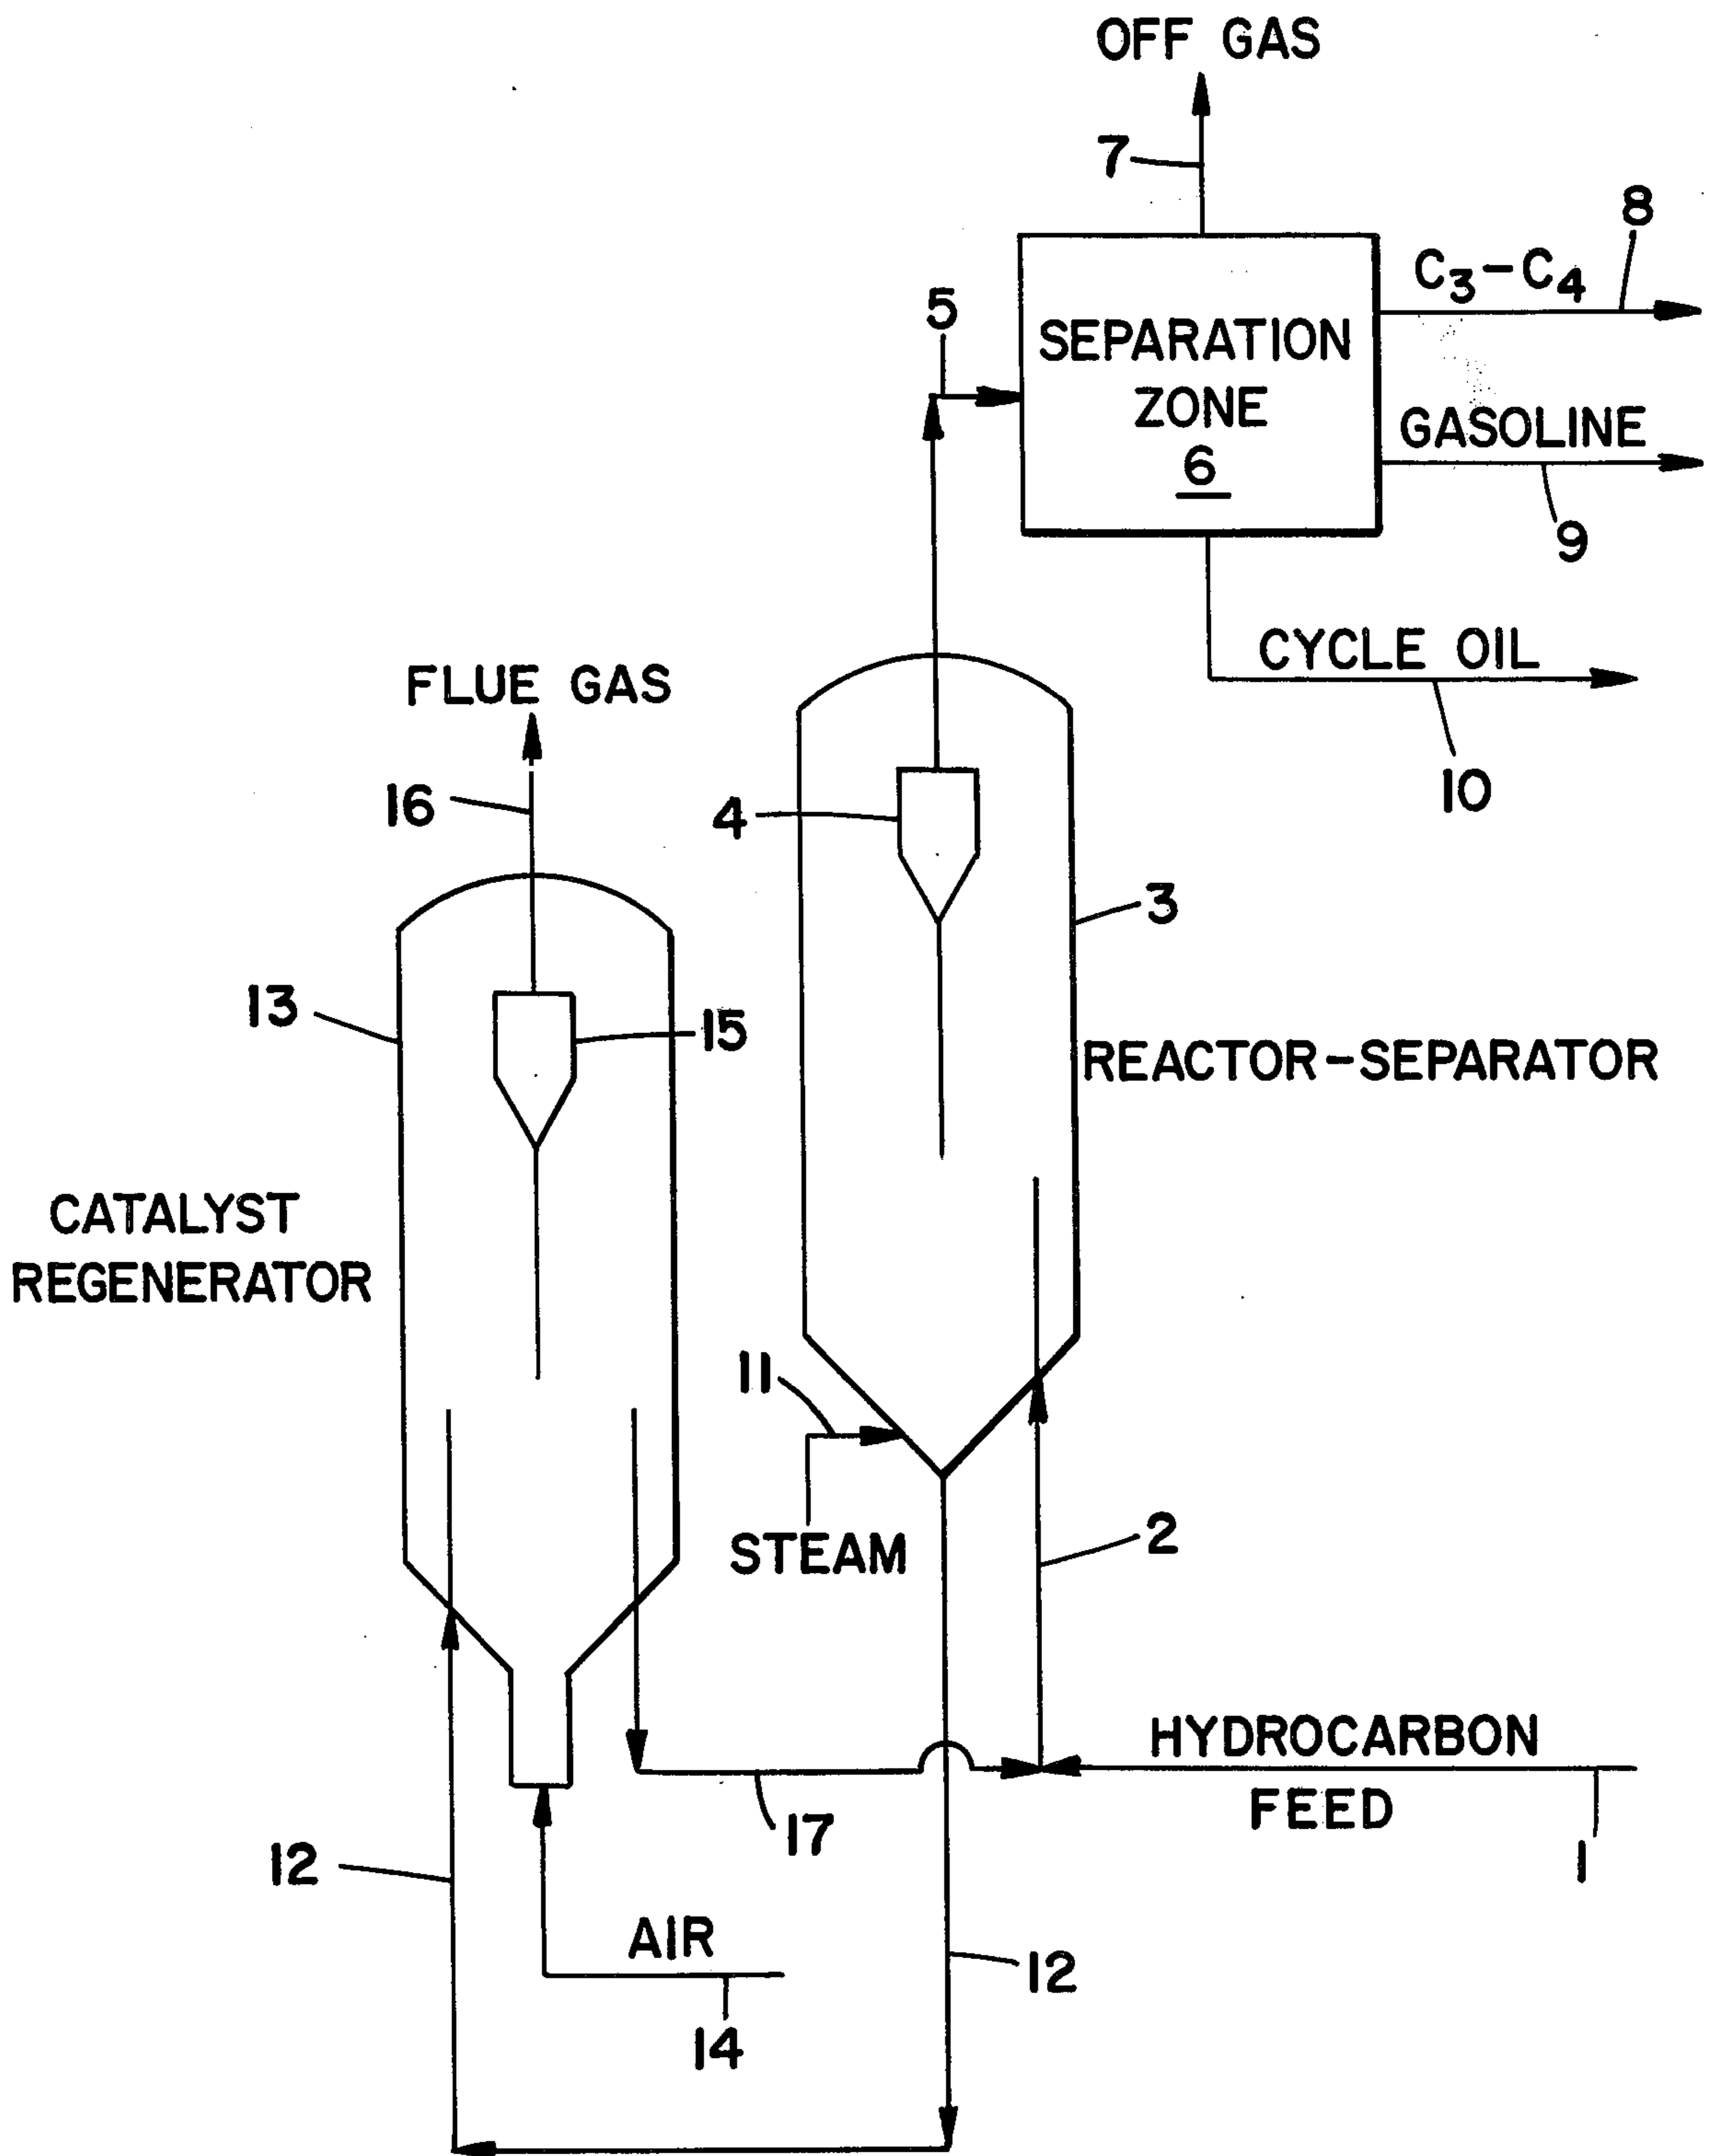 OFF GAS
7
8
C₃–C₄
5
SEPARATION
ZONE
6
GASOLINE
9
CYCLE OIL
10
FLUE GAS
16
4
3
13
15
REACTOR–SEPARATOR
CATALYST
REGENERATOR
11
STEAM
2
HYDROCARBON
FEED
17
1
12
AIR
12
14